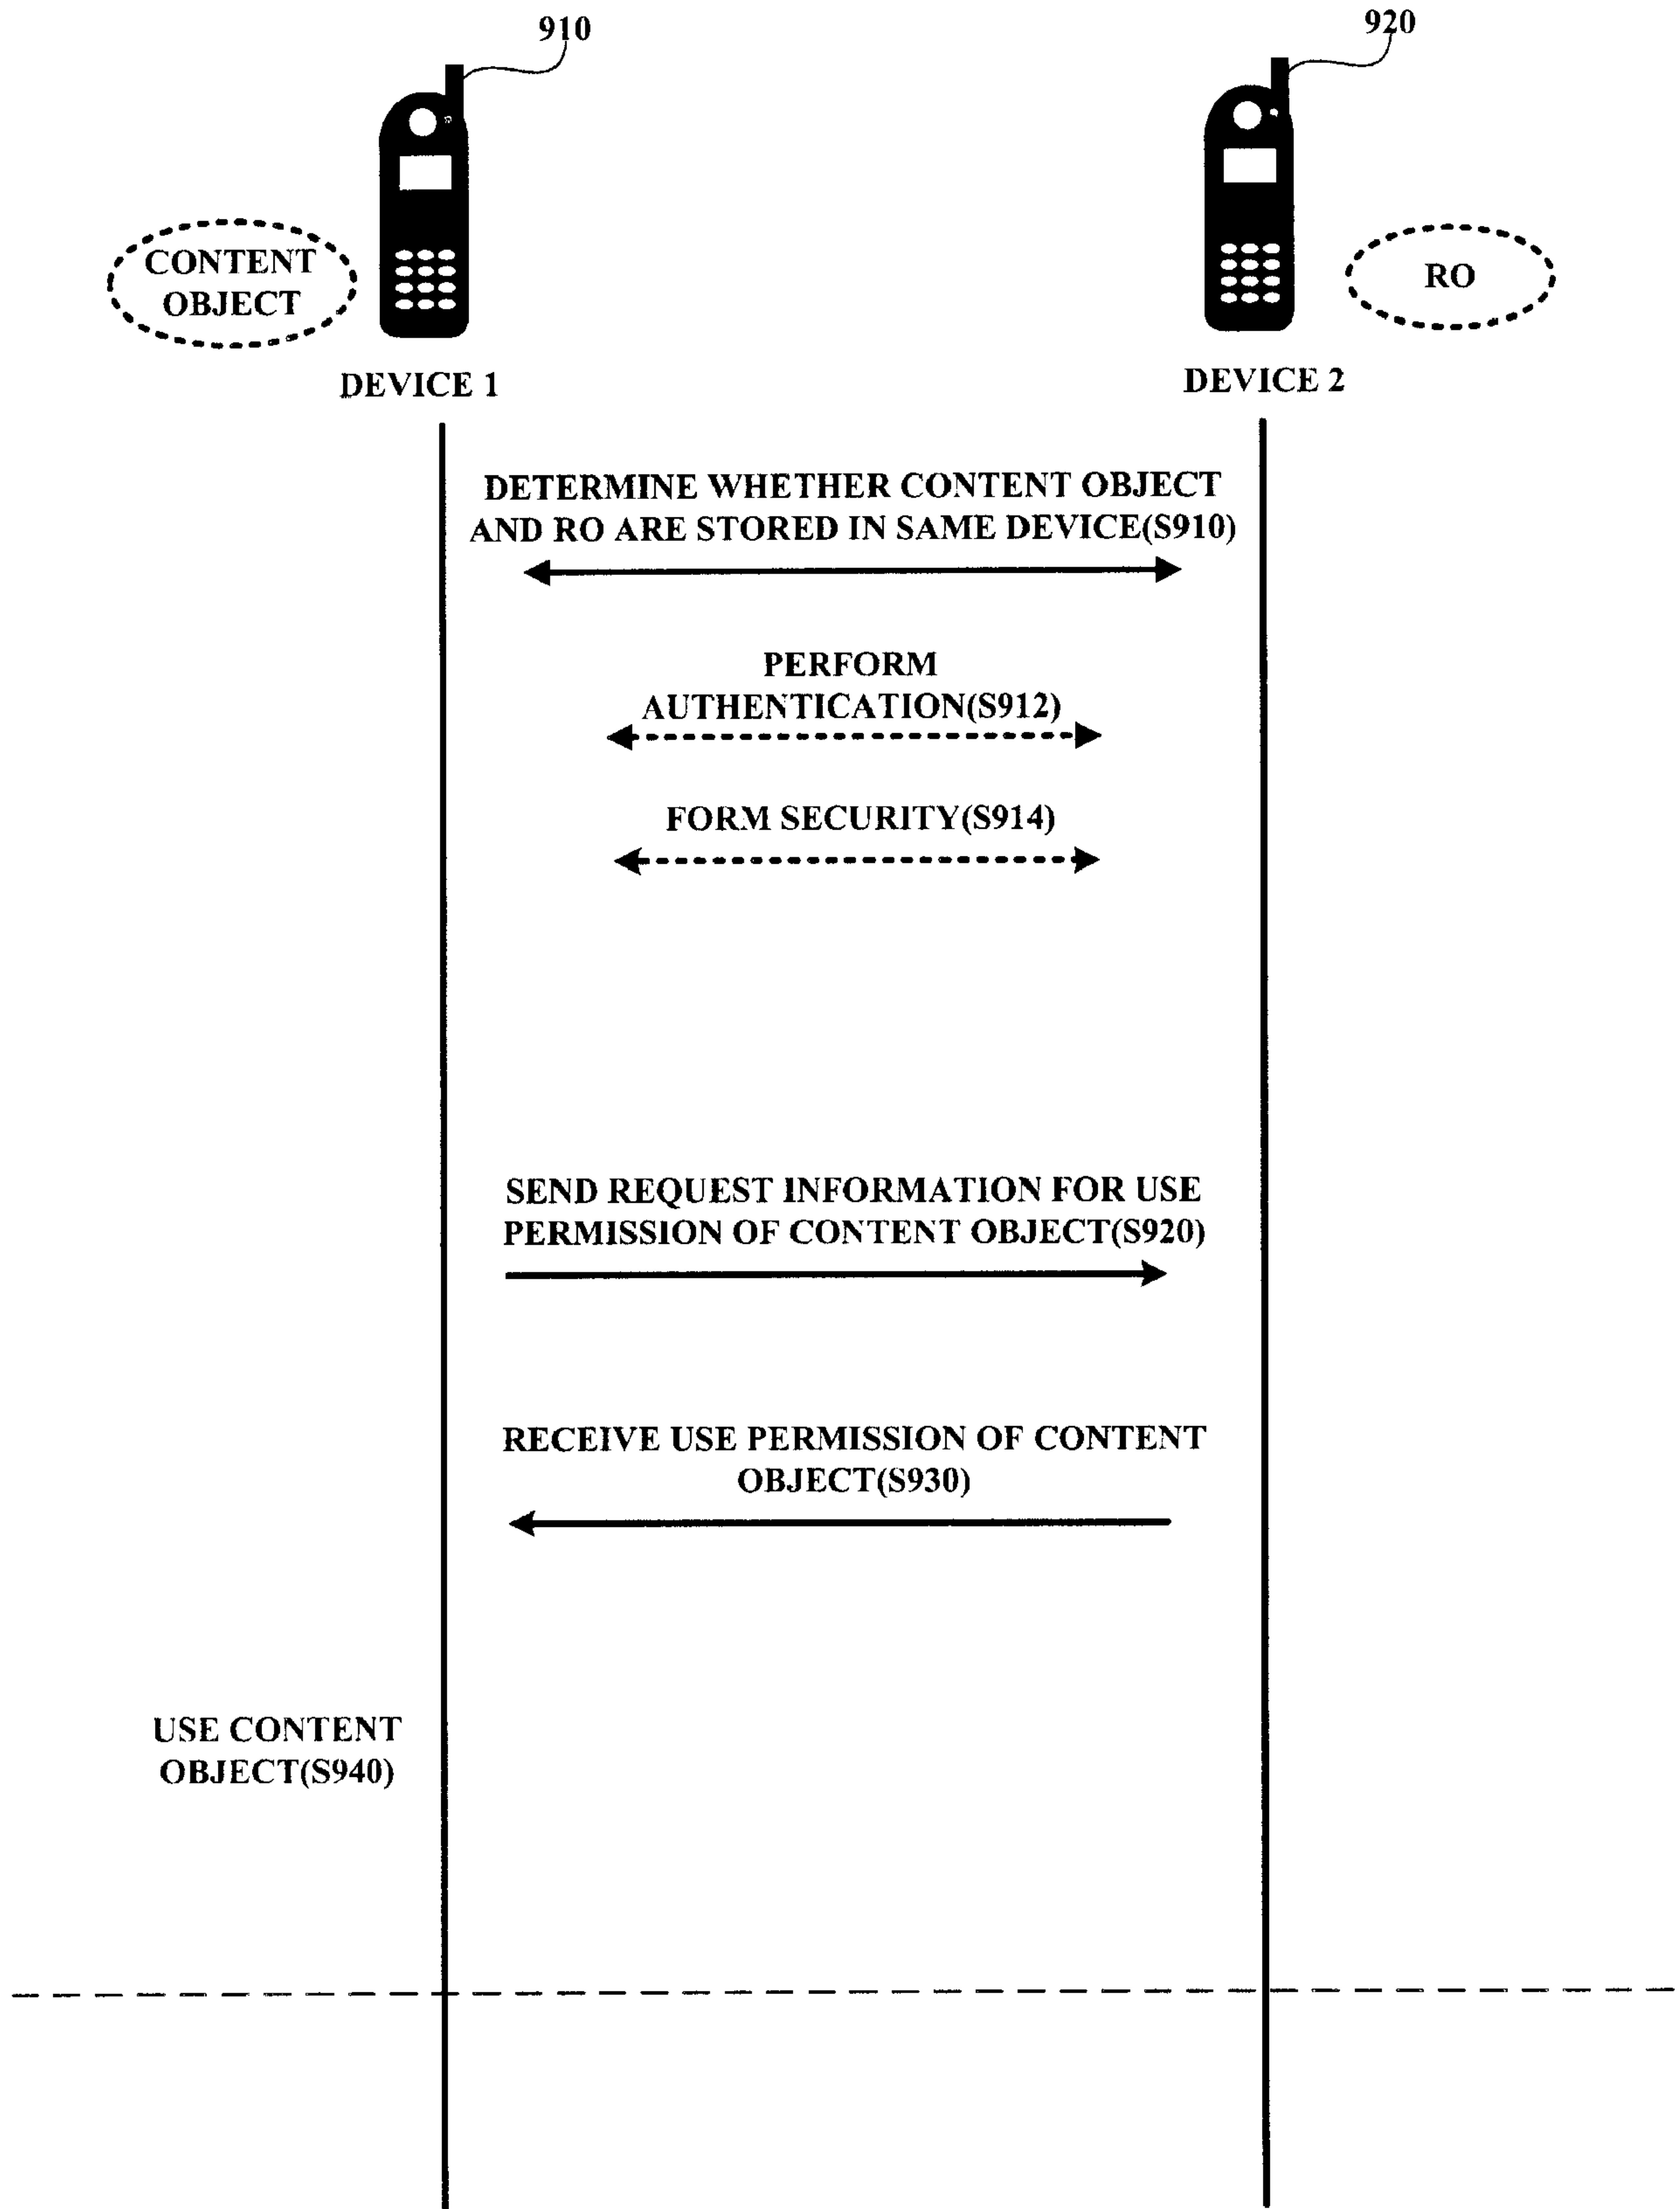 910
920
CONTENT
OBJECT
RO
DEVICE 1
DEVICE 2
DETERMINE WHETHER CONTENT OBJECT
AND RO ARE STORED IN SAME DEVICE(S910)
PERFORM
AUTHENTICATION(S912)
FORM SECURITY(S914)
SEND REQUEST INFORMATION FOR USE
PERMISSION OF CONTENT OBJECT(S920)
RECEIVE USE PERMISSION OF CONTENT
OBJECT(S930)
USE CONTENT
OBJECT(S940)